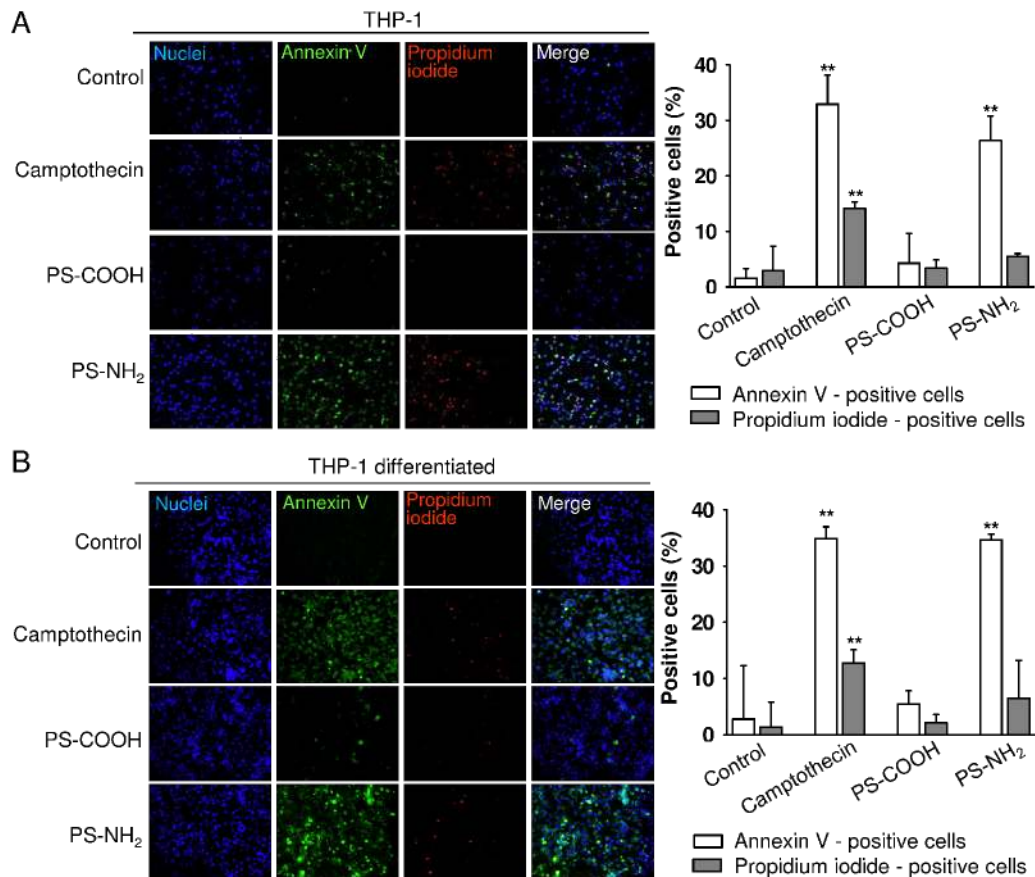 A
THP-1
Nuclei
Annexin V
Propidium
iodide
Merge
Control
Camptothecin
PS-COOH
PS-NH₂
Positive cells (%)
40
30
20
10
0
**
**
**
Control
Camptothecin
PS-COOH
PS-NH₂
Annexin V - positive cells
Propidium iodide - positive cells
B
THP-1 differentiated
Nuclei
Annexin V
Propidium
iodide
Merge
Control
Camptothecin
PS-COOH
PS-NH₂
Positive cells (%)
40
30
20
10
0
**
**
**
Control
Camptothecin
PS-COOH
PS-NH₂
Annexin V - positive cells
Propidium iodide - positive cells